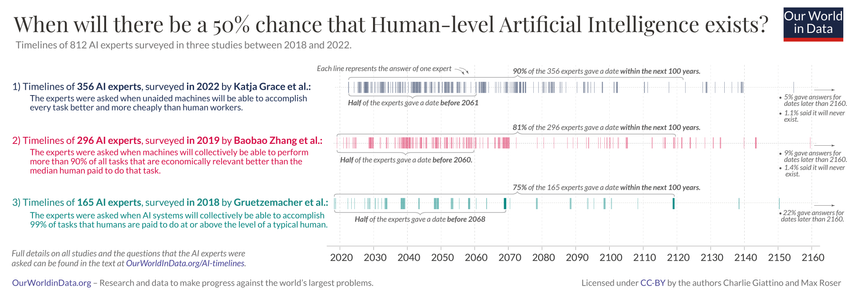 When will there be a 50% chance that Human-level Artificial Intelligence exists?
Our World
in Data
Timelines of 812 AI experts surveyed in three studies between 2018 and 2022.
Each line represents the answer of one expert
90% of the 356 experts gave a date within the next 100 years.
1) Timelines of 356 AI experts, surveyed in 2022 by Katja Grace et al.:
The experts were asked when unaided machines will be able to accomplish
every task better and more cheaply than human workers.
Half of the experts gave a date before 2061
• 5% gave answers for
dates later than 2160.
• 1.1% said it will never
exist.
81% of the 296 experts gave a date within the next 100 years.
2) Timelines of 296 AI experts, surveyed in 2019 by Baobao Zhang et al.:
The experts were asked when machines will collectively be able to perform
more than 90% of all tasks that are economically relevant better than the
median human paid to do that task.
Half of the experts gave a date before 2060.
• 9% gave answers for
dates later than 2160.
• 1.4% said it will never
exist.
75% of the 165 experts gave a date within the next 100 years.
3) Timelines of 165 AI experts, surveyed in 2018 by Gruetzemacher et al.:
The experts were asked when AI systems will collectively be able to accomplish
99% of tasks that humans are paid to do at or above the level of a typical human.
Half of the experts gave a date before 2068
• 22% gave answers for
dates later than 2160.
2020 2030 2040 2050 2060 2070 2080 2090 2100 2110 2120 2130 2140 2150 2160
Full details on all studies and the questions that the AI experts were
asked can be found in the text at OurWorldInData.org/AI-timelines.
OurWorldinData.org – Research and data to make progress against the world's largest problems.
Licensed under CC-BY by the authors Charlie Giattino and Max Roser